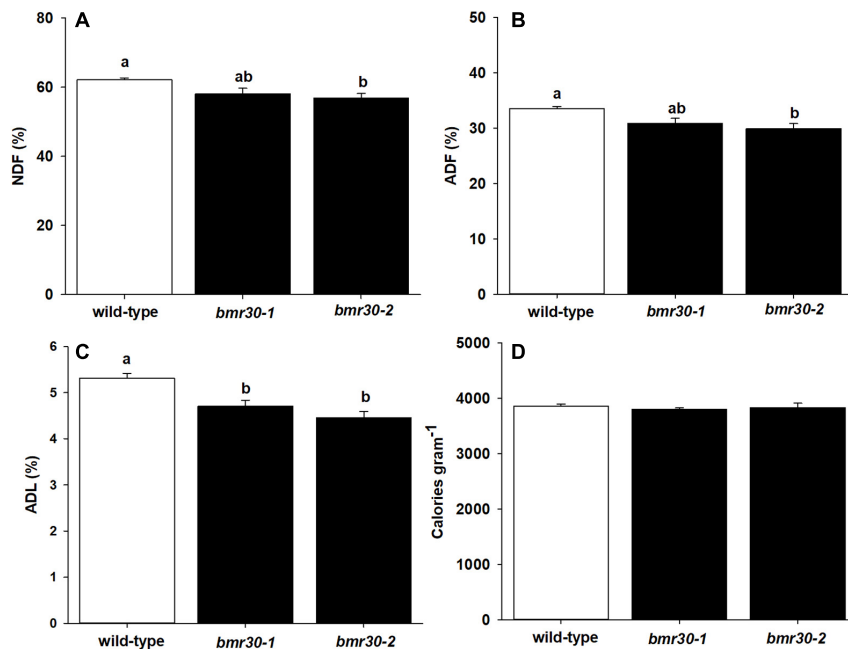 A
NDF (%)
80
60
40
20
0
a
ab
b
wild-type bmr30-1 bmr30-2
B
ADF (%)
50
40
30
20
10
0
a
ab
b
wild-type bmr30-1 bmr30-2
C
ADL (%)
6
5
4
3
2
1
0
a
b
b
wild-type bmr30-1 bmr30-2
D
Calories gram⁻¹
5000
4000
3000
2000
1000
0
wild-type bmr30-1 bmr30-2